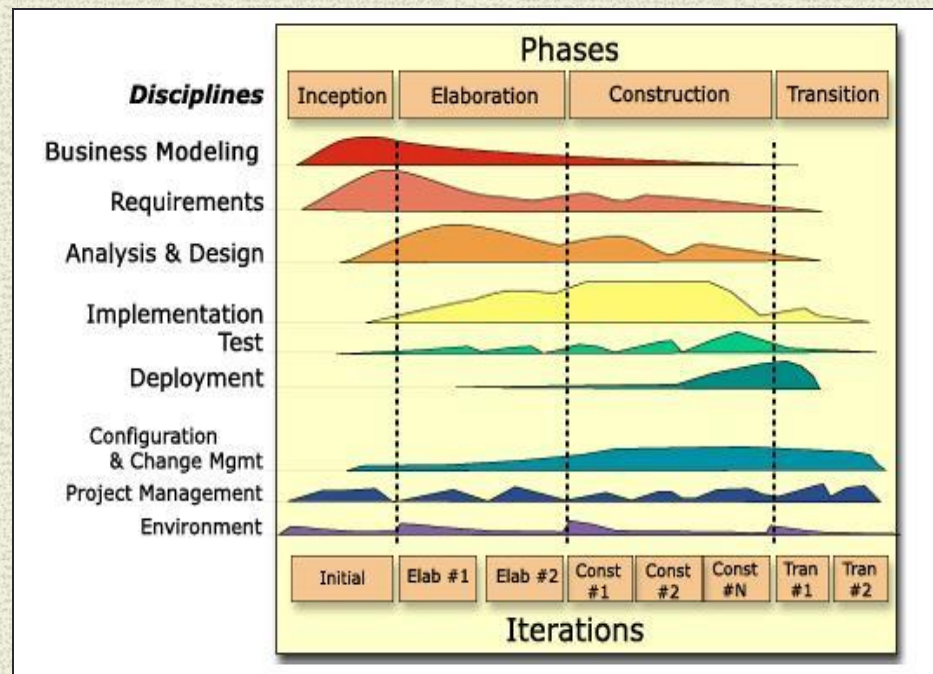 Phases
Disciplines Inception Elaboration Construction Transition
Business Modeling
Requirements
Analysis & Design
Implementation
Test
Deployment
Configuration
& Change Mgmt
Project Management
Environment
Initial Elab #1 Elab #2 Const #1 Const #2 Const #N Tran #1 Tran #2
Iterations